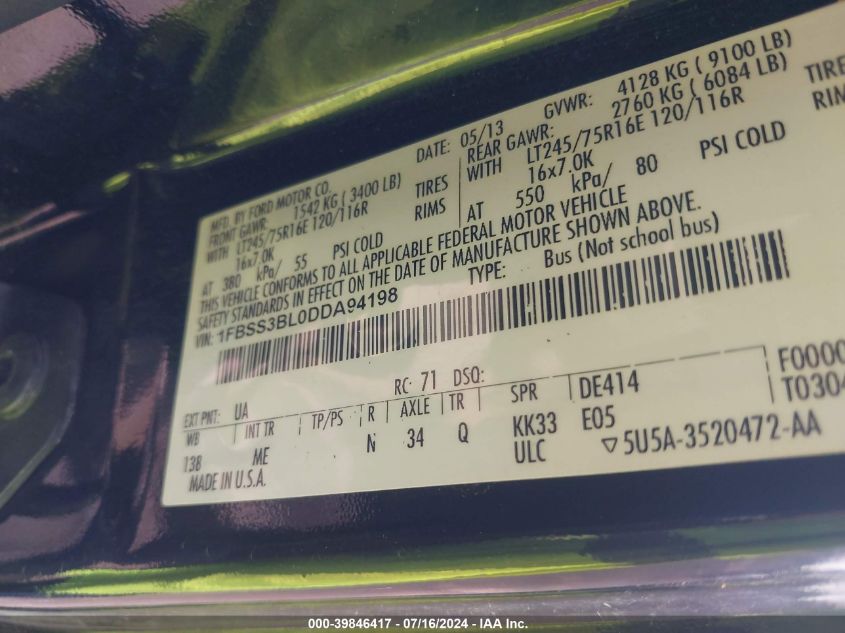 MFD. BY FORD MOTOR CO.
DATE: 05/13 GVWR: 4128 KG ( 9100 LB)
FRONT GAWR: 1542 KG ( 3400 LB) REAR GAWR: 2760 KG ( 6084 LB)
WITH LT245/75R16E 120/116R TIRES WITH LT245/75R16E 120/116R TIRES
16x7.0K RIMS 16x7.0K RIMS
AT 380 kPa/ 55 PSI COLD AT 550 kPa/ 80 PSI COLD
THIS VEHICLE CONFORMS TO ALL APPLICABLE FEDERAL MOTOR VEHICLE
SAFETY STANDARDS IN EFFECT ON THE DATE OF MANUFACTURE SHOWN ABOVE.
VIN: 1FBSS3BL0DDA94198 TYPE: Bus (Not school bus)
EXT PNT: UA RC: 71 DSQ:
WB INT TR TP/PS R AXLE TR SPR DE414 F0000
138 ME N 34 Q KK33 E05 T0304
ULC
MADE IN U.S.A. 5U5A-3520472-AA
000-39846417 / 07/16/2024 - IAA Inc.